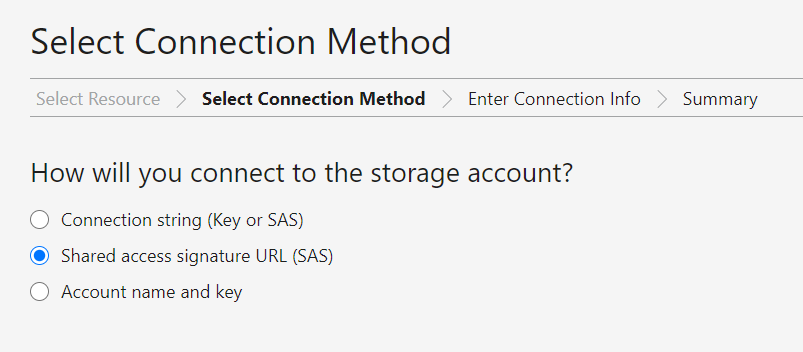 Select Connection Method
Select Resource Select Connection Method Enter Connection Info Summary
How will you connect to the storage account?
Connection string (Key or SAS)
Shared access signature URL (SAS)
Account name and key